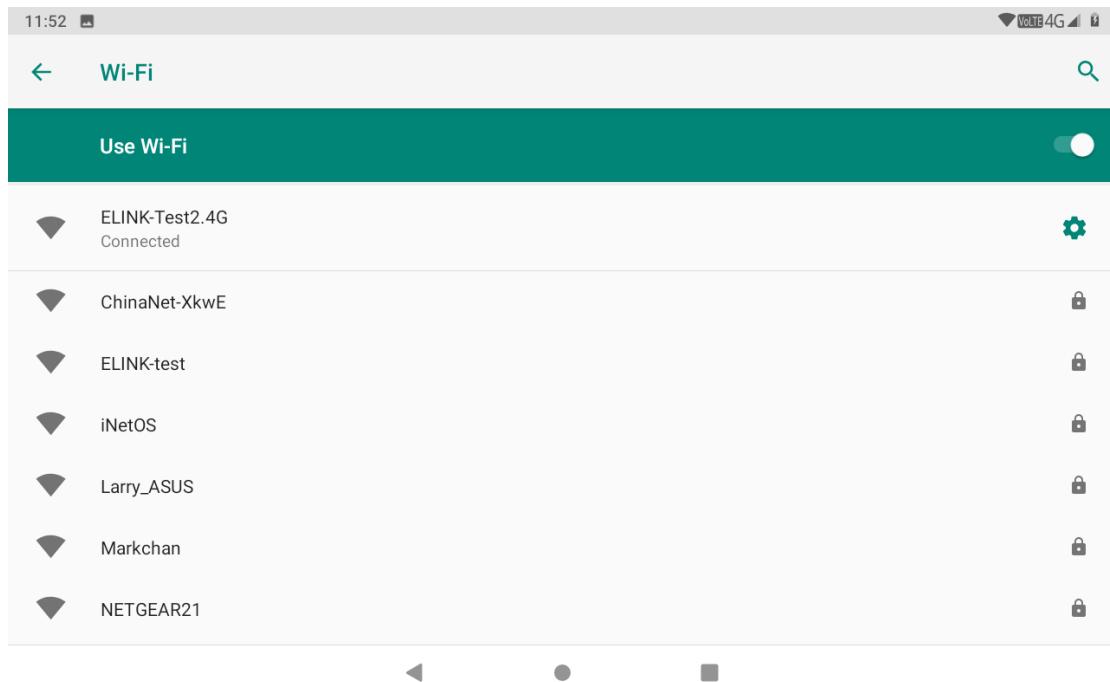 11:52 VoLTE 4G
Wi-Fi
Use Wi-Fi
ELINK-Test2.4G
Connected
ChinaNet-XkwE
ELINK-test
iNetOS
Larry_ASUS
Markchan
NETGEAR21